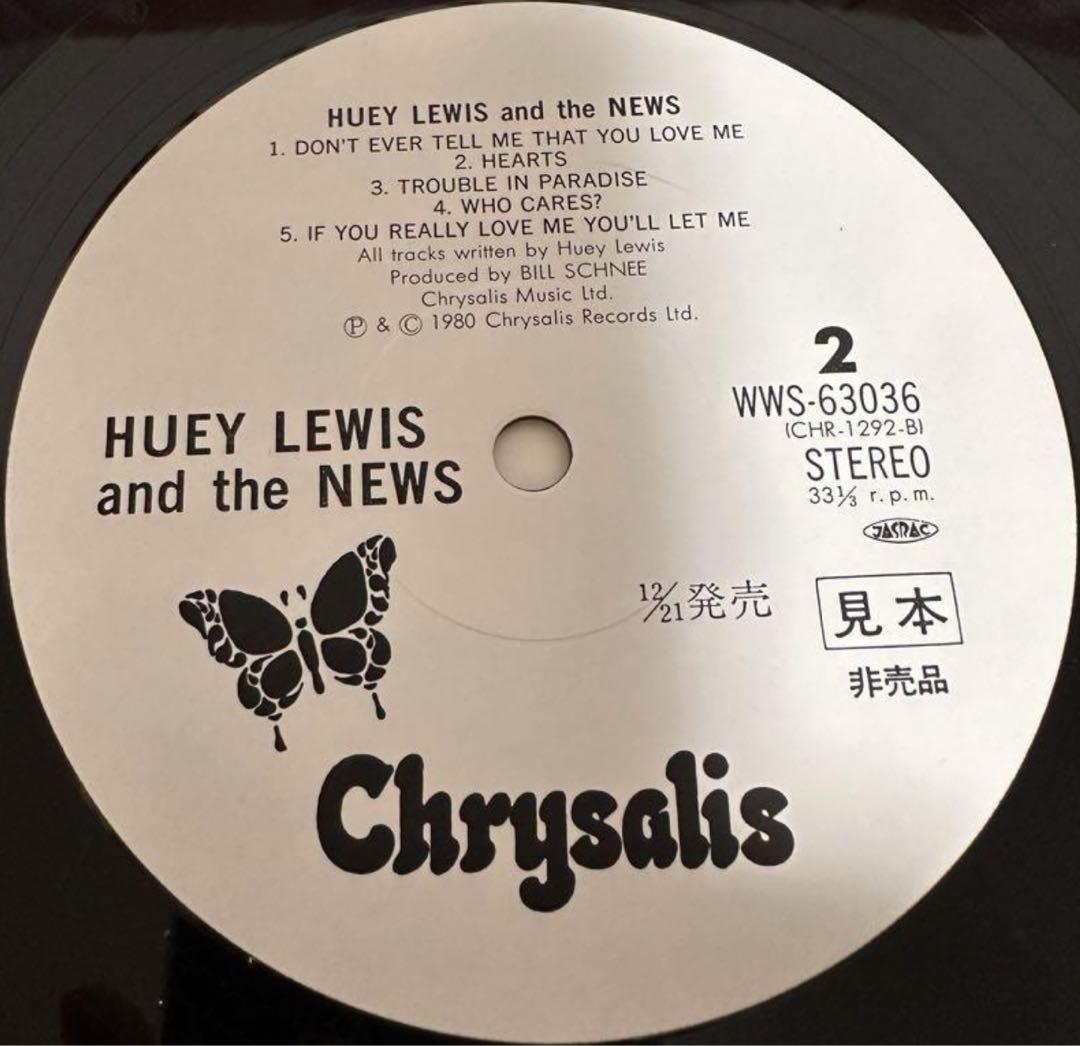 HUEY LEWIS and the NEWS
1. DON'T EVER TELL ME THAT YOU LOVE ME
2. HEARTS
3. TROUBLE IN PARADISE
4. WHO CARES?
5. IF YOU REALLY LOVE ME YOU'LL LET ME
All tracks written by Huey Lewis
Produced by BILL SCHNEE
Chrysalis Music Ltd.
Ⓟ & Ⓒ 1980 Chrysalis Records Ltd.
2
WWS-63036
(CHR-1292-B)
STEREO
33⅓ r.p.m.
JASRAC
HUEY LEWIS
and the NEWS
12/21発売
見本
非売品
Chrysalis